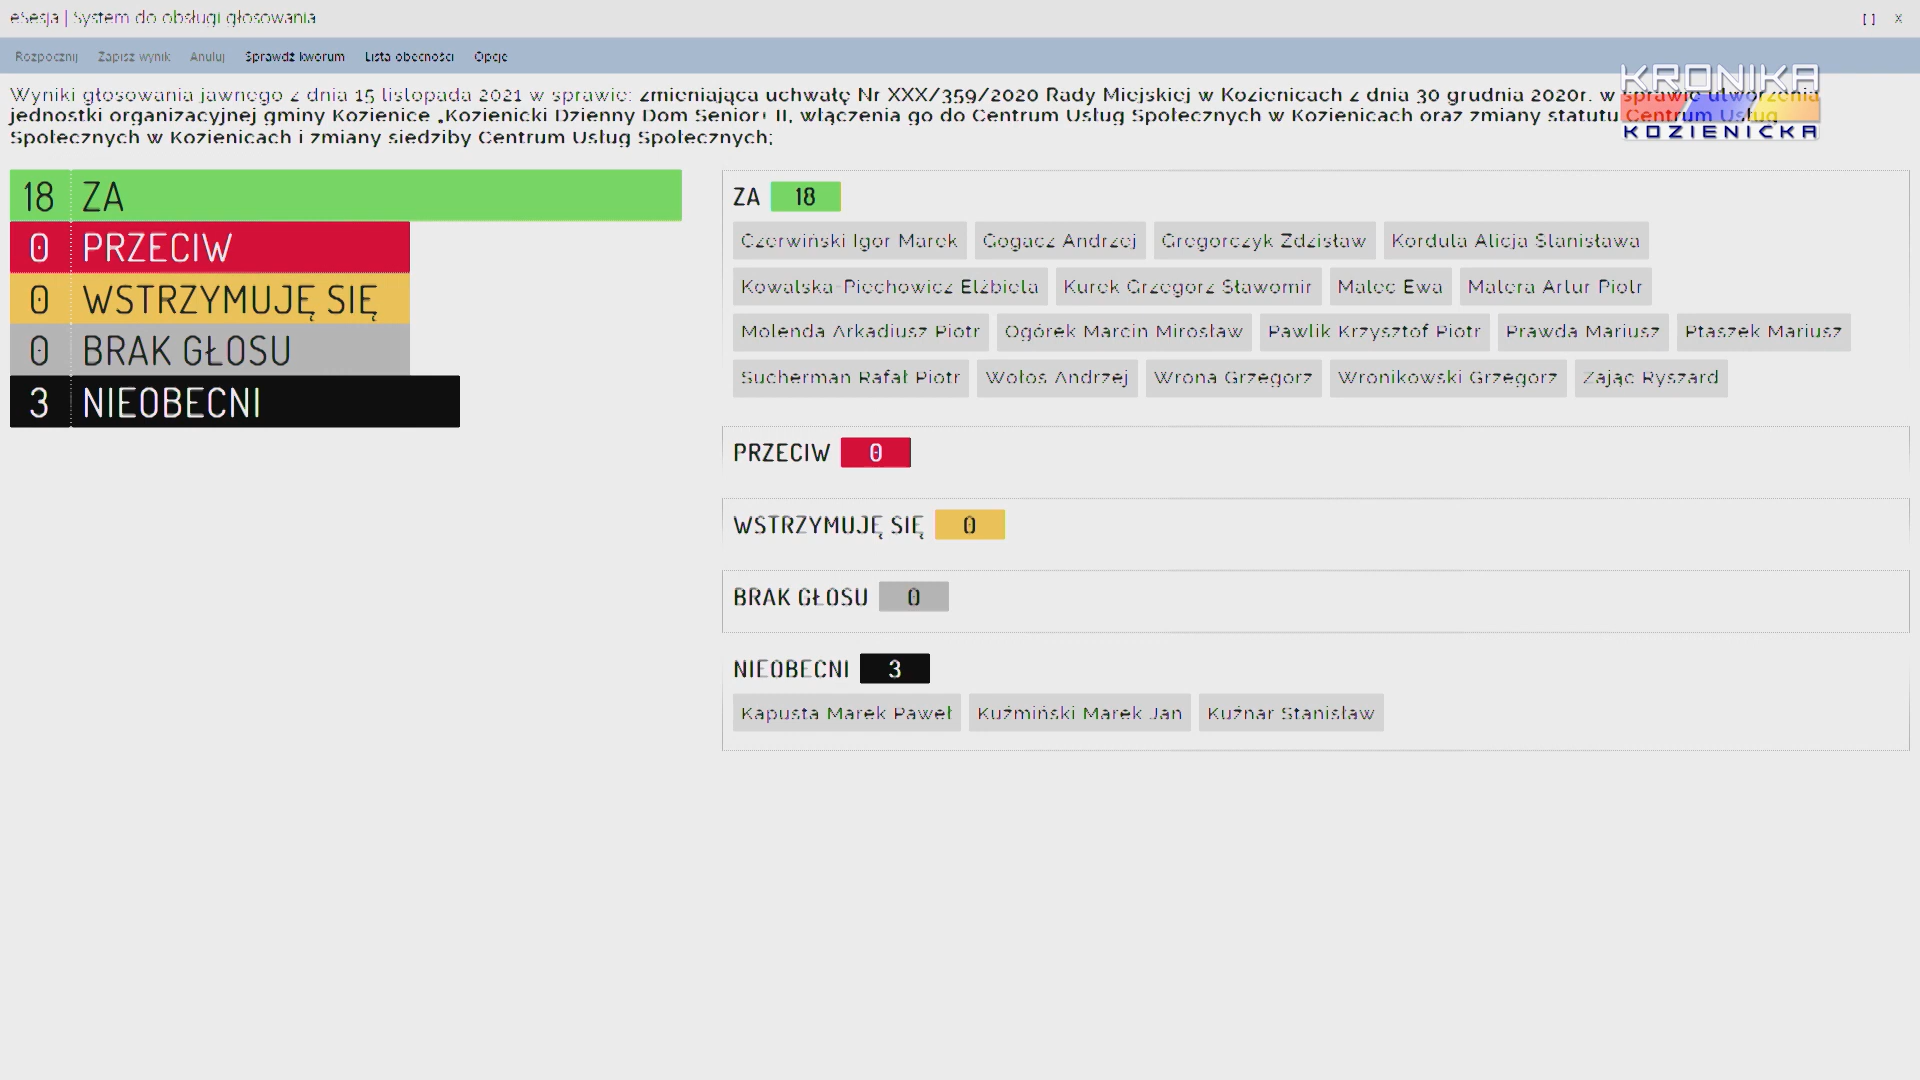 eSesja | System do obsługi głosowania
[ ] X
Rozpocznij Zapisz wynik Anuluj Sprawdź kworum Lista obecności Opcje
KRONIKA
KOZIENICKA
Wyniki głosowania jawnego z dnia 15 listopada 2021 w sprawie: zmieniająca uchwałę Nr XXX/359/2020 Rady Miejskiej w Kozienicach z dnia 30 grudnia 2020r. w sprawie utworzenia
jednostki organizacyjnej gminy Kozienice „Kozienicki Dzienny Dom Senior+ II, włączenia go do Centrum Usług Społecznych w Kozienicach oraz zmiany statutu Centrum Usług
Społecznych w Kozienicach i zmiany siedziby Centrum Usług Społecznych;
18 ZA
0 PRZECIW
0 WSTRZYMUJĘ SIĘ
0 BRAK GŁOSU
3 NIEOBECNI
ZA 18
Czerwiński Igor Marek Gogacz Andrzej Gregorczyk Zdzisław Kordula Alicja Stanisława
Kowalska-Piechowicz Elżbieta Kurek Grzegorz Sławomir Malec Ewa Matera Artur Piotr
Molenda Arkadiusz Piotr Ogórek Marcin Mirosław Pawlik Krzysztof Piotr Prawda Mariusz Ptaszek Mariusz
Sucherman Rafał Piotr Wołos Andrzej Wrona Grzegorz Wronikowski Grzegorz Zając Ryszard
PRZECIW 0
WSTRZYMUJĘ SIĘ 0
BRAK GŁOSU 0
NIEOBECNI 3
Kapusta Marek Paweł Kuźmiński Marek Jan Kuźnar Stanisław